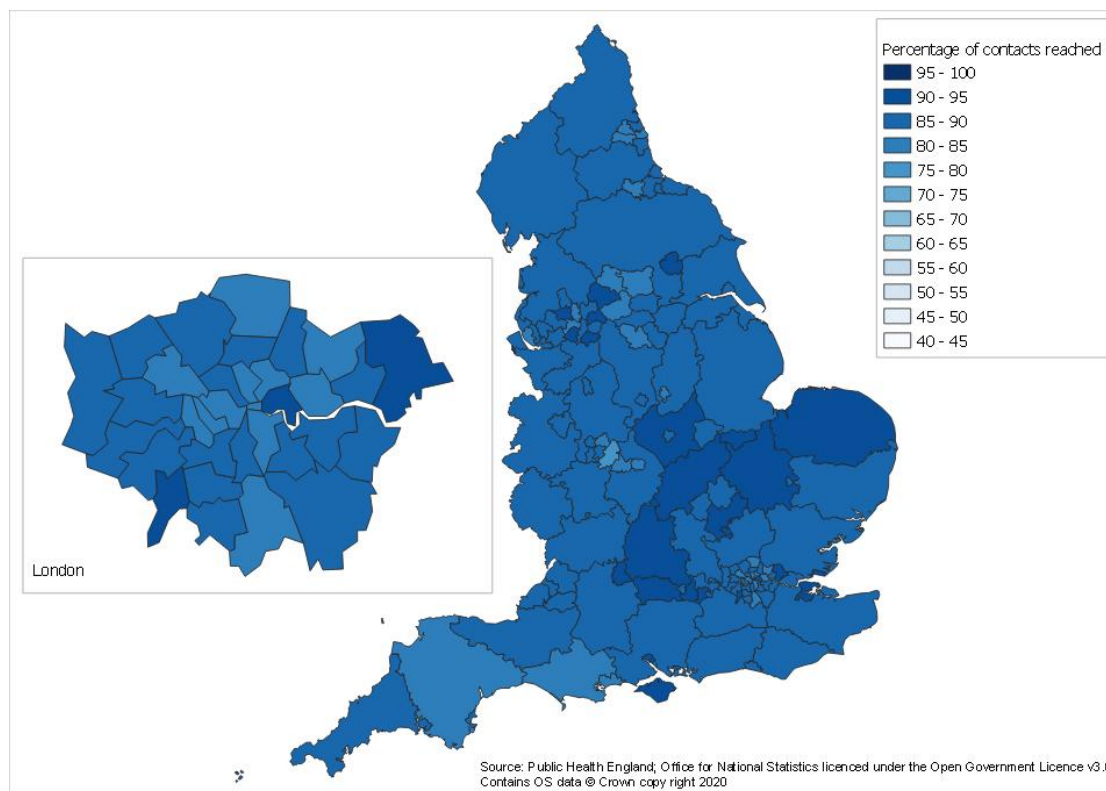 Percentage of contacts reached
95 - 100
90 - 95
85 - 90
80 - 85
75 - 80
70 - 75
65 - 70
60 - 65
55 - 60
50 - 55
45 - 50
40 - 45
London
Source: Public Health England; Office for National Statistics licenced under the Open Government Licence v3.
Contains OS data © Crown copy right 2020